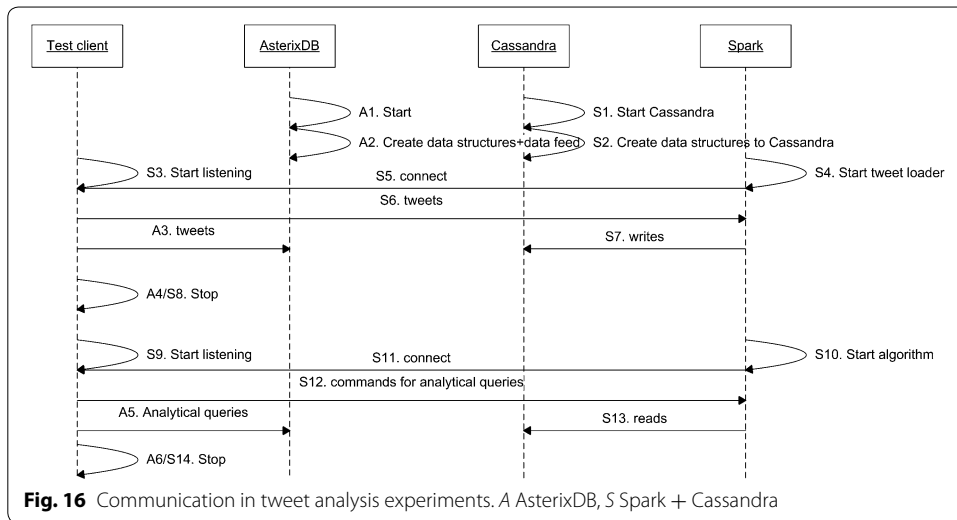 Test client
AsterixDB
Cassandra
Spark
A1. Start
S1. Start Cassandra
A2. Create data structures+data feed
S2. Create data structures to Cassandra
S3. Start listening
S5. connect
S4. Start tweet loader
S6. tweets
A3. tweets
S7. writes
A4/S8. Stop
S9. Start listening
S11. connect
S10. Start algorithm
S12. commands for analytical queries
A5. Analytical queries
S13. reads
A6/S14. Stop
Fig. 16 Communication in tweet analysis experiments. A AsterixDB, S Spark + Cassandra